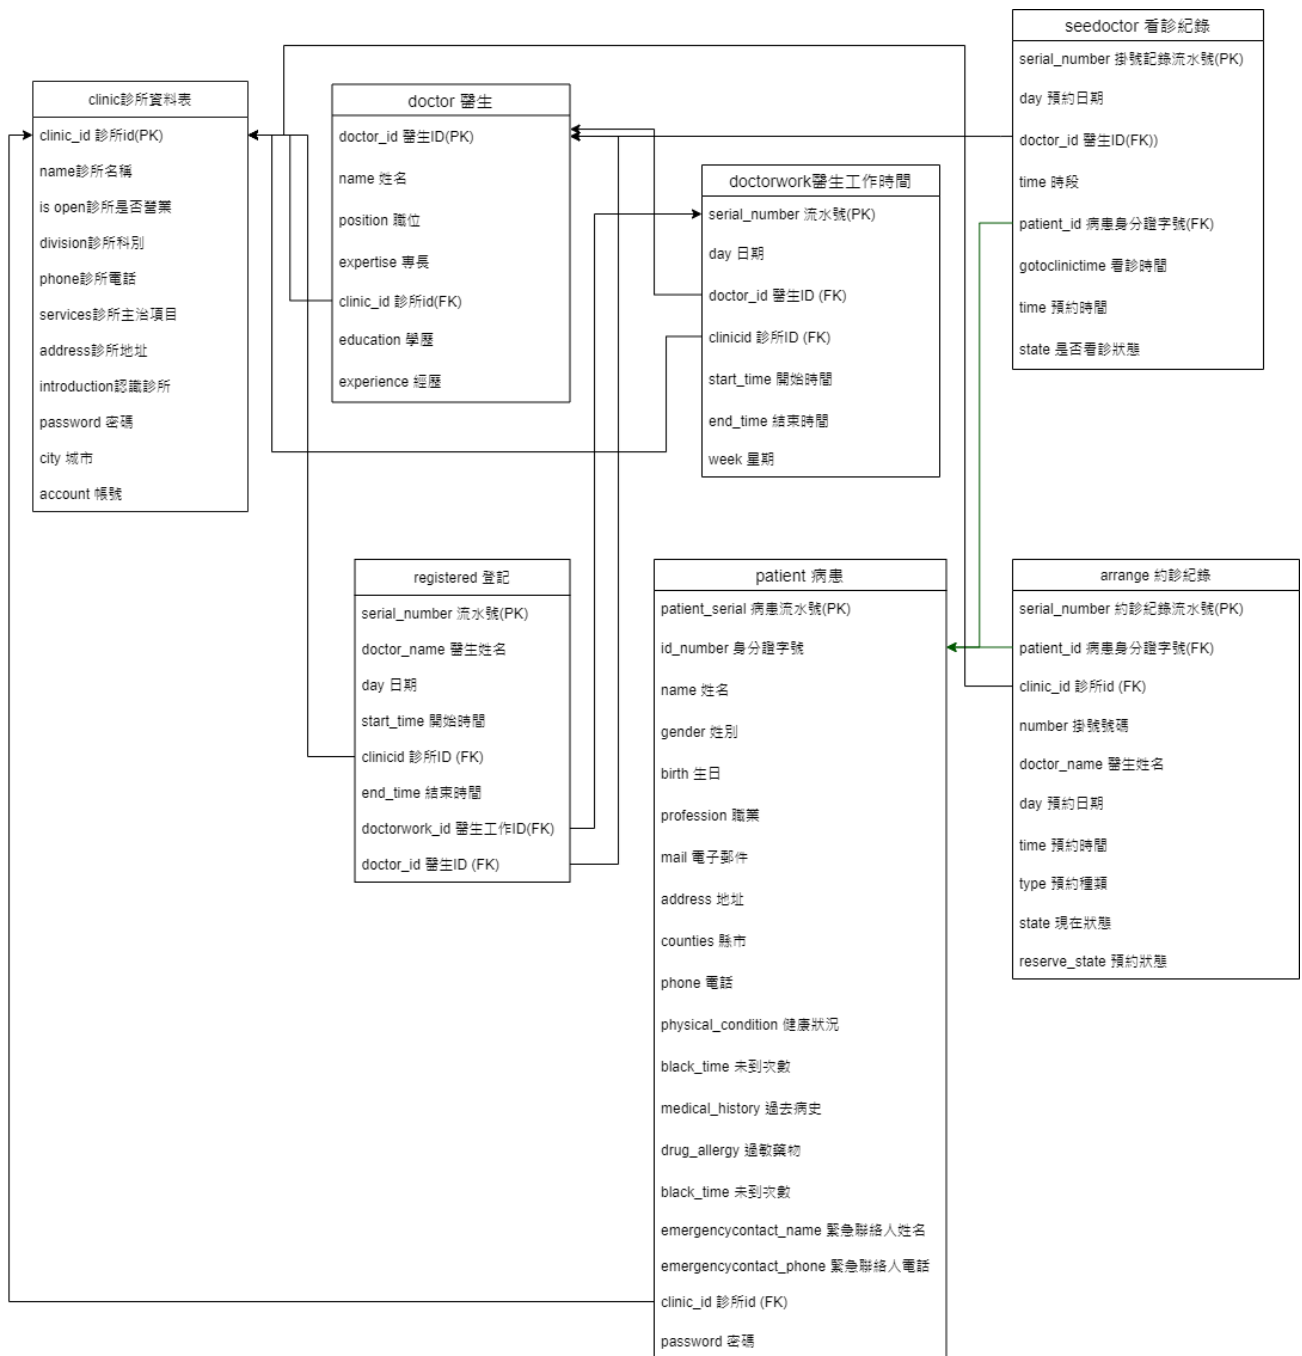 clinic診所資料表
clinic_id 診所id(PK)
name診所名稱
is open診所是否營業
division診所科別
phone診所電話
services診所主治項目
address診所地址
introduction認識診所
password 密碼
city 城市
account 帳號
doctor 醫生
doctor_id 醫生ID(PK)
name 姓名
position 職位
expertise 專長
clinic_id 診所id(FK)
education 學歷
experience 經歷
doctorwork醫生工作時間
serial_number 流水號(PK)
day 日期
doctor_id 醫生ID (FK)
clinicid 診所ID (FK)
start_time 開始時間
end_time 結束時間
week 星期
seedoctor 看診紀錄
serial_number 掛號記錄流水號(PK)
day 預約日期
doctor_id 醫生ID(FK))
time 時段
patient_id 病患身分證字號(FK)
gotoclinictime 看診時間
time 預約時間
state 是否看診狀態
registered 登記
serial_number 流水號(PK)
doctor_name 醫生姓名
day 日期
start_time 開始時間
clinicid 診所ID (FK)
end_time 結束時間
doctorwork_id 醫生工作ID(FK)
doctor_id 醫生ID (FK)
patient 病患
patient_serial 病患流水號(PK)
id_number 身分證字號
name 姓名
gender 姓別
birth 生日
profession 職業
mail 電子郵件
address 地址
counties 縣市
phone 電話
physical_condition 健康狀況
black_time 未到次數
medical_history 過去病史
drug_allergy 過敏藥物
black_time 未到次數
emergencycontact_name 緊急聯絡人姓名
emergencycontact_phone 緊急聯絡人電話
clinic_id 診所id (FK)
password 密碼
arrange 約診紀錄
serial_number 約診紀錄流水號(PK)
patient_id 病患身分證字號(FK)
clinic_id 診所id (FK)
number 掛號號碼
doctor_name 醫生姓名
day 預約日期
time 預約時間
type 預約種類
state 現在狀態
reserve_state 預約狀態